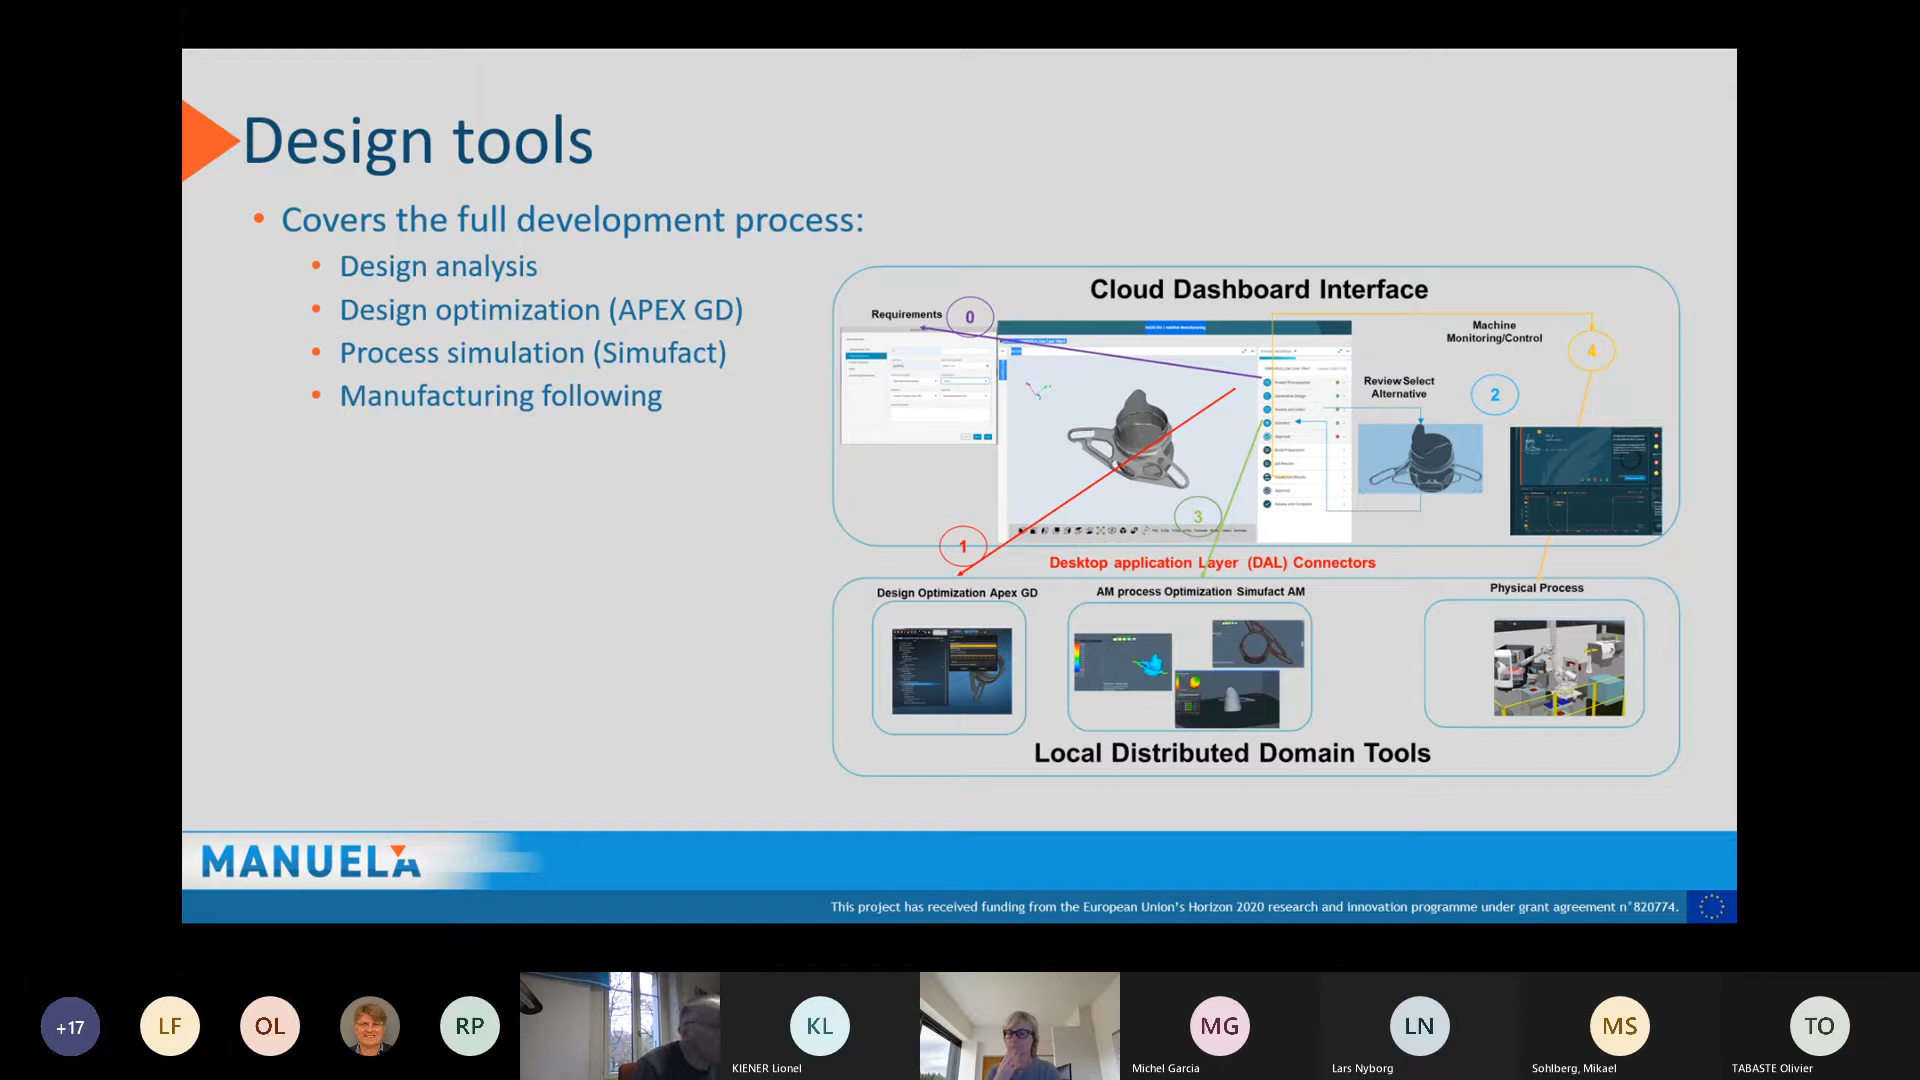 Design tools
• Covers the full development process:
• Design analysis
• Design optimization (APEX GD)
• Process simulation (Simufact)
• Manufacturing following
Cloud Dashboard Interface
Requirements
0
Machine
Monitoring/Control
4
Review Select
Alternative
2
3
1
Desktop application Layer (DAL) Connectors
Design Optimization Apex GD
AM process Optimization Simufact AM
Physical Process
Local Distributed Domain Tools
MANUELA
This project has received funding from the European Union's Horizon 2020 research and innovation programme under grant agreement n°820774.
+17
LF
OL
RP
KL
MG
LN
MS
TO
KIENER Lionel
Michel Garcia
Lars Nyborg
Sohlberg, Mikael
TABASTE Olivier